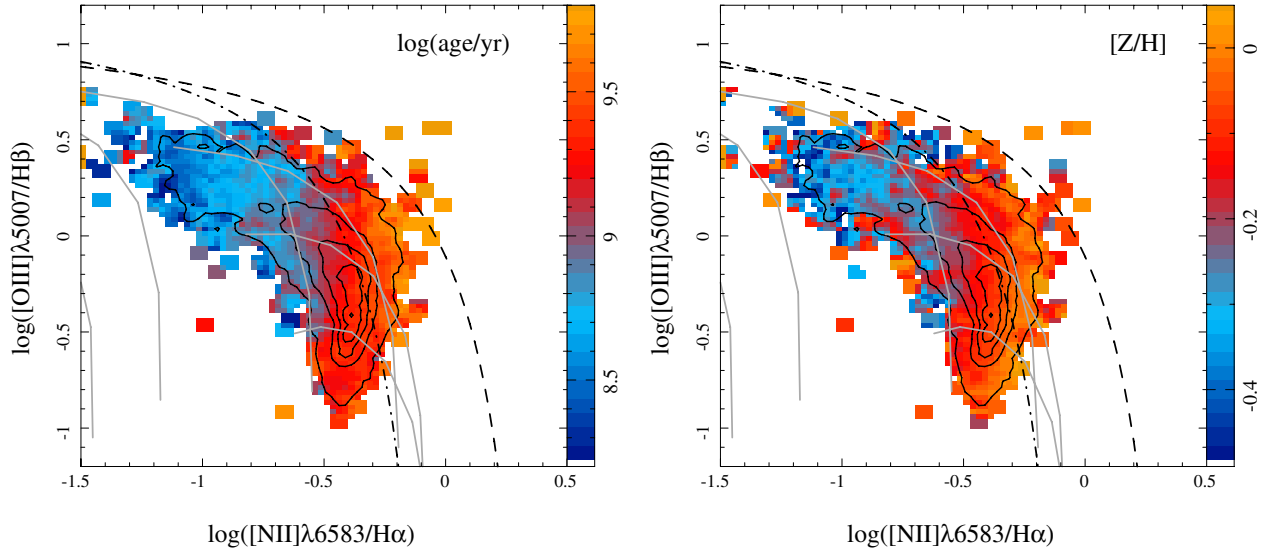 log(age/yr)
[Z/H]
log([OIII]λ5007/Hβ)
1
0.5
0
-0.5
-1
9.5
9
8.5
log([OIII]λ5007/Hβ)
1
0.5
0
-0.5
-1
0
-0.2
-0.4
-1.5 -1 -0.5 0 0.5
-1.5 -1 -0.5 0 0.5
log([NII]λ6583/Hα)
log([NII]λ6583/Hα)